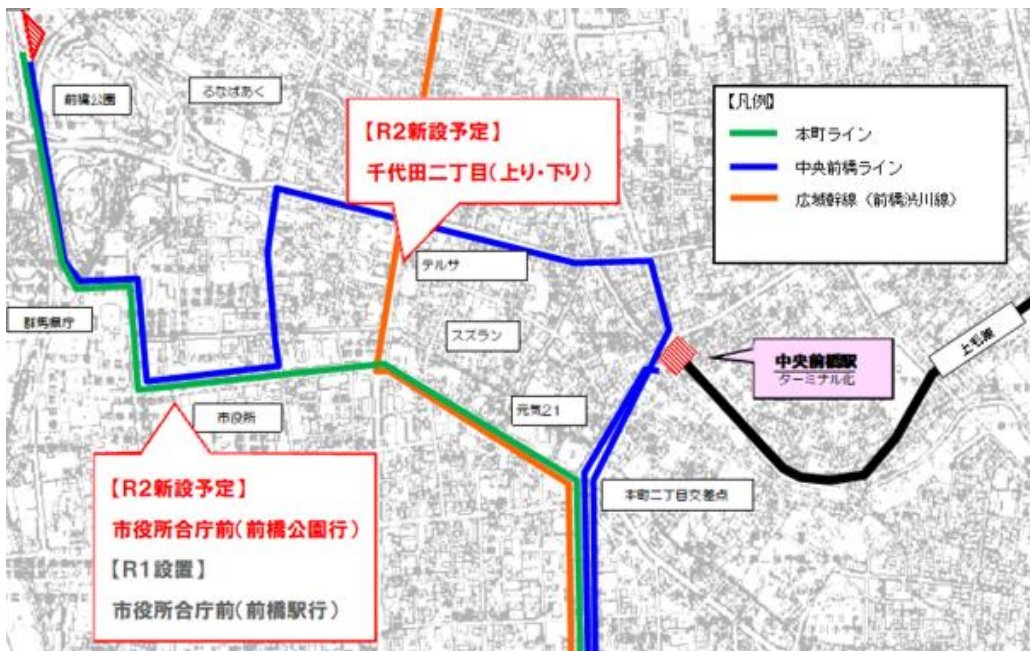 前橋公園
るなぱあく
【R2新設予定】
千代田二丁目(上り・下り)
【凡例】
本町ライン
中央前橋ライン
広域幹線(前橋渋川線)
テルサ
群馬県庁
スズラン
上毛線
中央前橋駅
ターミナル化
市役所
元気21
本町二丁目交差点
【R2新設予定】
市役所合庁前(前橋公園行)
【R1設置】
市役所合庁前(前橋駅行)